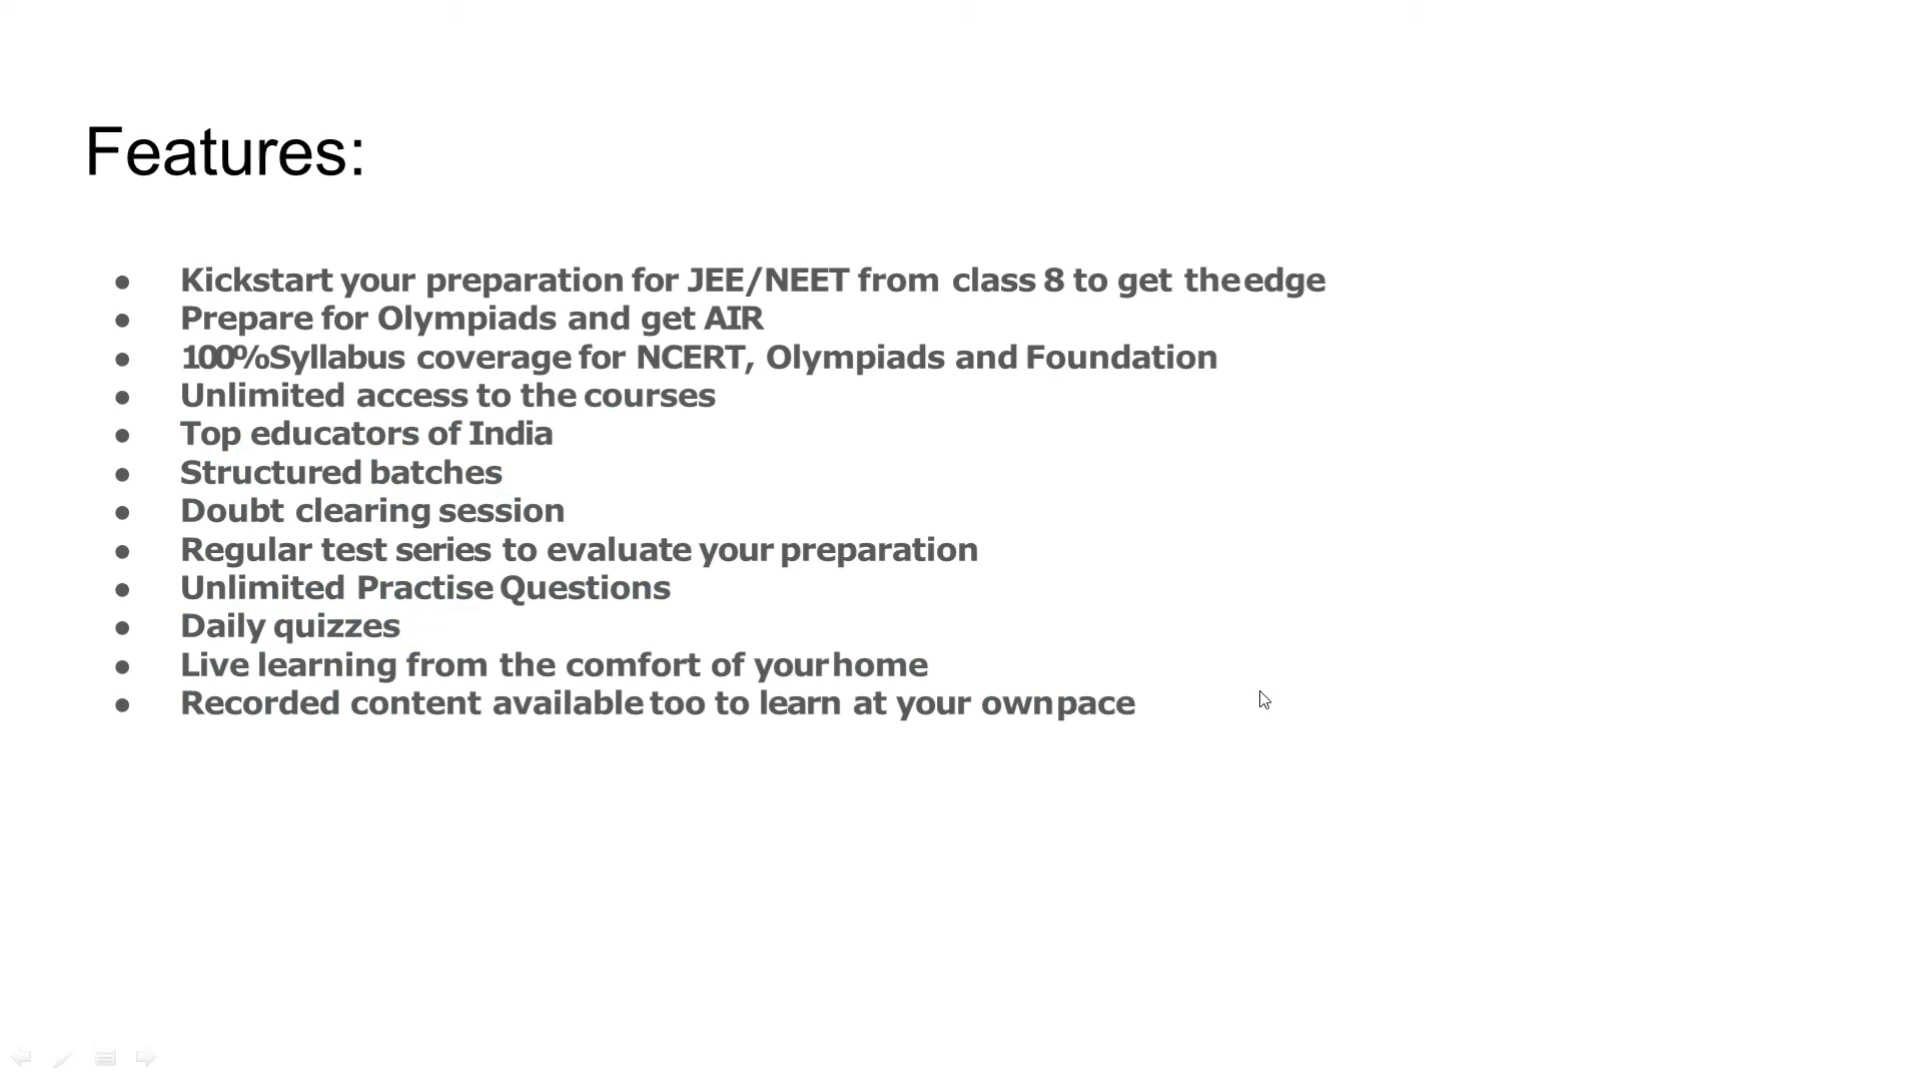 Features:
● Kickstart your preparation for JEE/NEET from class 8 to get the edge
● Prepare for Olympiads and get AIR
● 100%Syllabus coverage for NCERT, Olympiads and Foundation
● Unlimited access to the courses
● Top educators of India
● Structured batches
● Doubt clearing session
● Regular test series to evaluate your preparation
● Unlimited Practise Questions
● Daily quizzes
● Live learning from the comfort of your home
● Recorded content available too to learn at your own pace